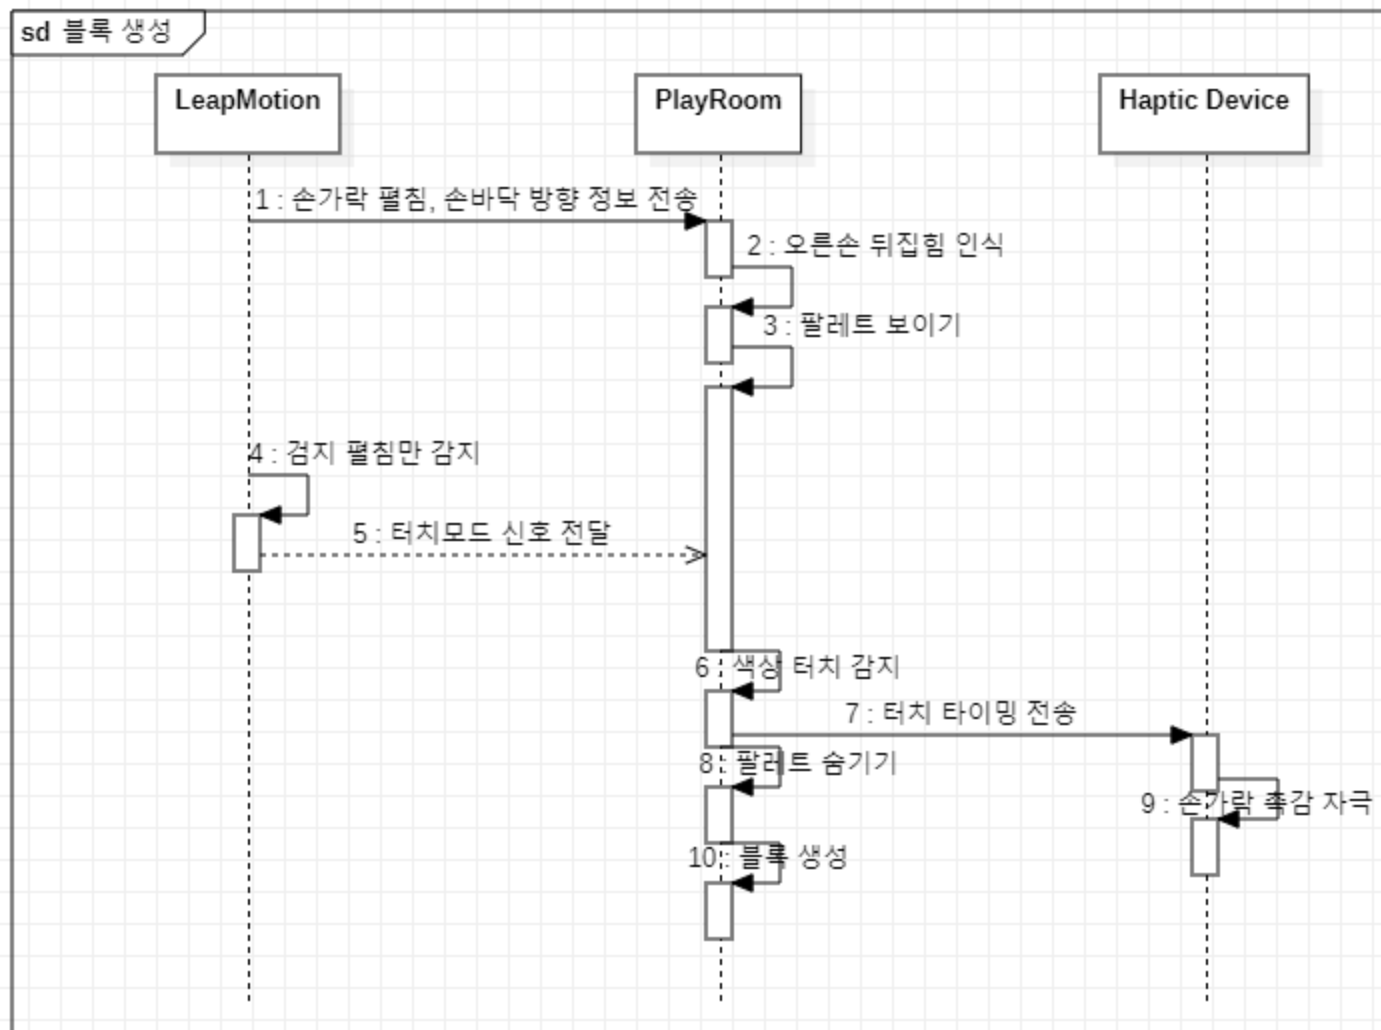 sd 블록 생성
LeapMotion
PlayRoom
Haptic Device
1 : 손가락 펼침, 손바닥 방향 정보 전송
2 : 오른손 뒤집힘 인식
3 : 팔레트 보이기
4 : 검지 펼침만 감지
5 : 터치모드 신호 전달
6 : 색상 터치 감지
7 : 터치 타이밍 전송
8 : 팔레트 숨기기
9 : 손가락 촉감 자극
10 : 블록 생성